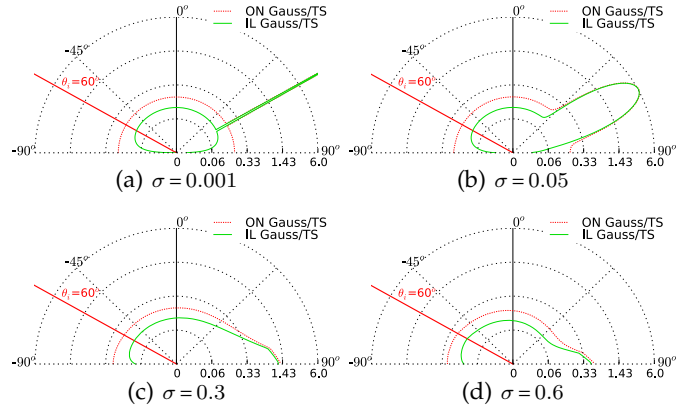 0°
ON Gauss/TS
IL Gauss/TS
-45°
45°
θᵢ=60°
-90°
90°
0 0.06 0.33 1.43 6.0
(a) σ=0.001
0°
ON Gauss/TS
IL Gauss/TS
-45°
45°
θᵢ=60°
-90°
90°
0 0.06 0.33 1.43 6.0
(b) σ=0.05
0°
ON Gauss/TS
IL Gauss/TS
-45°
45°
θᵢ=60°
-90°
90°
0 0.06 0.33 1.43 6.0
(c) σ=0.3
0°
ON Gauss/TS
IL Gauss/TS
-45°
45°
θᵢ=60°
-90°
90°
0 0.06 0.33 1.43 6.0
(d) σ=0.6